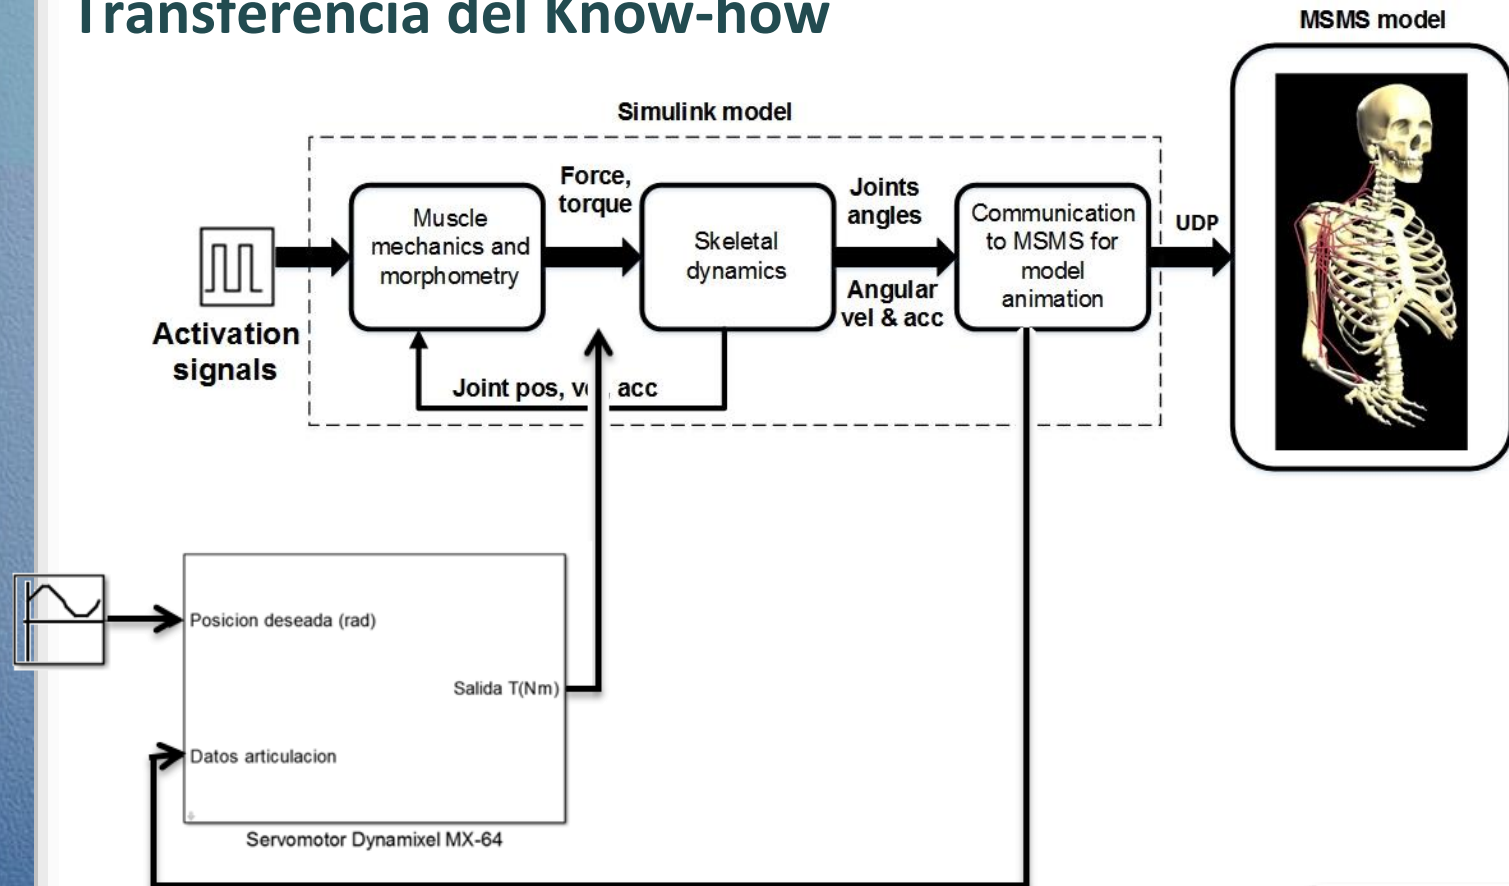 Transferencia del Know-how
MSMS model
Simulink model
Force,
torque
Joints
angles
Muscle
mechanics and
morphometry
Skeletal
dynamics
Communication
to MSMS for
model
animation
UDP
Angular
vel & acc
Activation
signals
Joint pos, acc
Posicion deseada (rad)
Salida T(Nm)
Datos articulacion
Servomotor Dynamixel MX-64